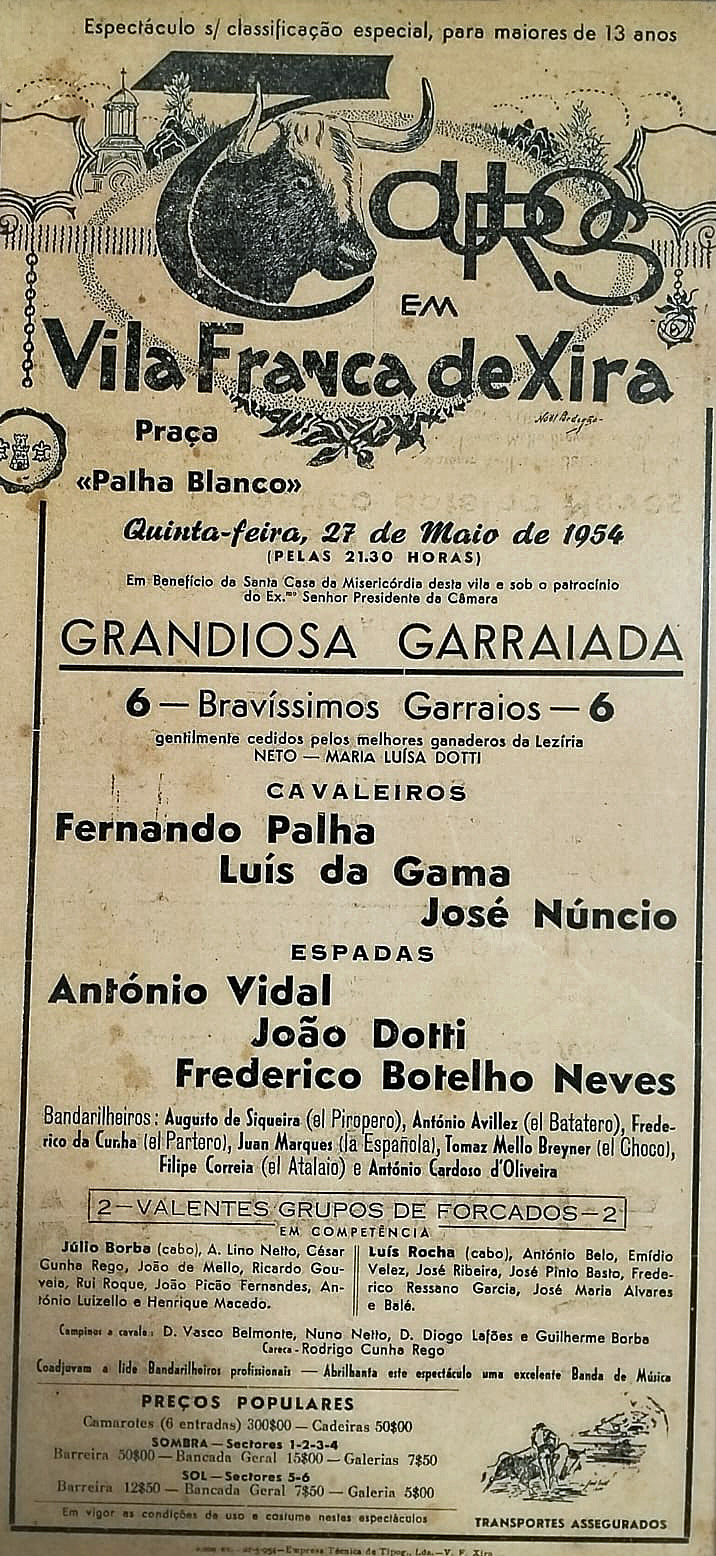 Espectáculo s/ classificação especial, para maiores de 13 anos
TOUROS
EM
Vila Franca de Xira
Praça
«Palha Blanco»
Quinta-feira, 27 de Maio de 1954
(PELAS 21.30 HORAS)
Em Benefício da Santa Casa da Misericórdia desta vila e sob o patrocínio
do Ex.mo Senhor Presidente da Câmara
GRANDIOSA GARRAIADA
6 — Bravíssimos Garraios — 6
gentilmente cedidos pelos melhores ganaderos da Lezíria
NETO — MARIA LUÍSA DOTTI
CAVALEIROS
Fernando Palha
Luís da Gama
José Núncio
ESPADAS
António Vidal
João Dotti
Frederico Botelho Neves
Bandarilheiros: Augusto de Siqueira (el Piropero), António Avillez (el Batatero), Frede-
rico da Cunha (el Partero), Juan Marques (la Española), Tomaz Mello Breyner (el Choco),
Filipe Correia (el Atalaio) e António Cardoso d'Oliveira
2—VALENTES GRUPOS DE FORCADOS—2
EM COMPETÊNCIA
Júlio Borba (cabo), A. Lino Netto, César
Cunha Rego, João de Mello, Ricardo Gou-
veia, Rui Roque, João Picão Fernandes, An-
tónio Luizello e Henrique Macedo.
Luís Rocha (cabo), António Belo, Emídio
Velez, José Ribeira, José Pinto Basto, Frede-
rico Ressano Garcia, José Maria Alvares
e Balé.
Campinos a cavalo: D. Vasco Belmonte, Nuno Netto, D. Diogo Lafões e Guilherme Borba
Careca - Rodrigo Cunha Rego
Coadjuvam a lide Bandarilheiros profissionais — Abrilhanta este espectáculo uma excelente Banda de Música
PREÇOS POPULARES
Camarotes (6 entradas) 300$00 — Cadeiras 50$00
SOMBRA — Sectores 1-2-3-4
Barreira 50$00 — Bancada Geral 15$00 — Galerias 7$50
SOL — Sectores 5-6
Barreira 12$50 — Bancada Geral 7$50 — Galeria 5$00
Em vigor as condições de uso e costume nestes espectáculos
TRANSPORTES ASSEGURADOS
Empresa Técnica de Tipog., Lda. — V. F. Xira